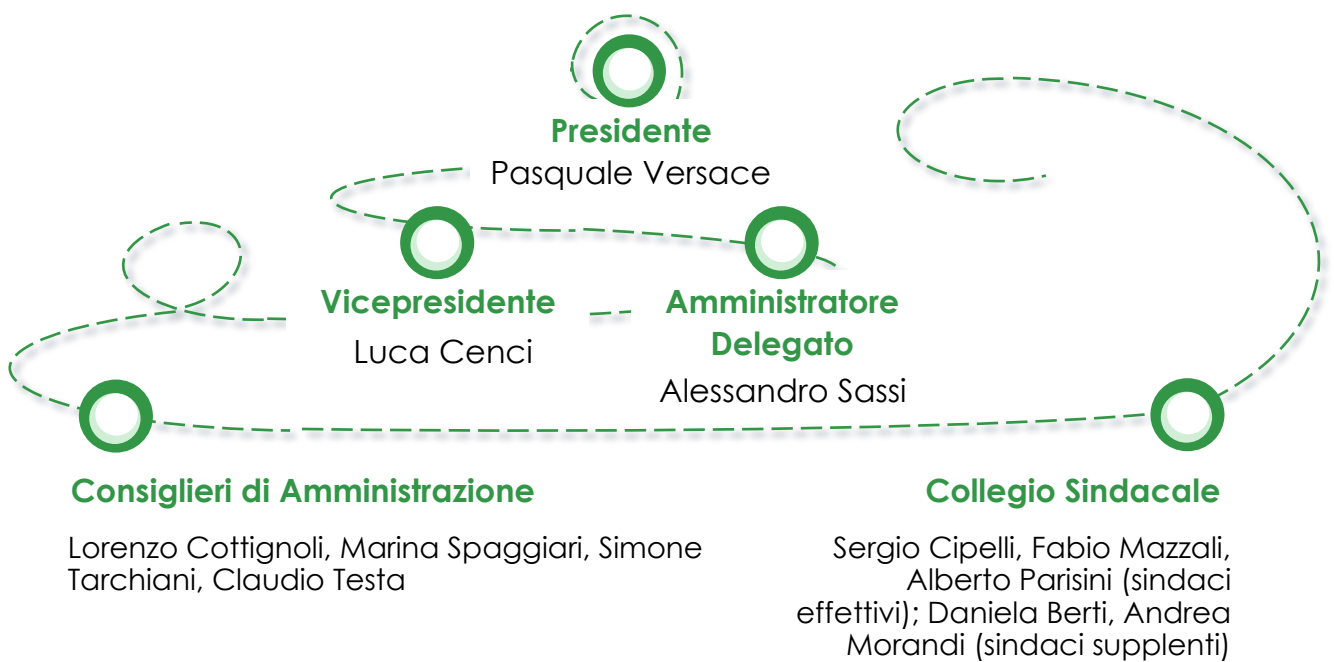 Presidente
Pasquale Versace
Vicepresidente
Luca Cenci
Amministratore
Delegato
Alessandro Sassi
Consiglieri di Amministrazione
Lorenzo Cottignoli, Marina Spaggiari, Simone
Tarchiani, Claudio Testa
Collegio Sindacale
Sergio Cipelli, Fabio Mazzali,
Alberto Parisini (sindaci
effettivi); Daniela Berti, Andrea
Morandi (sindaci supplenti)